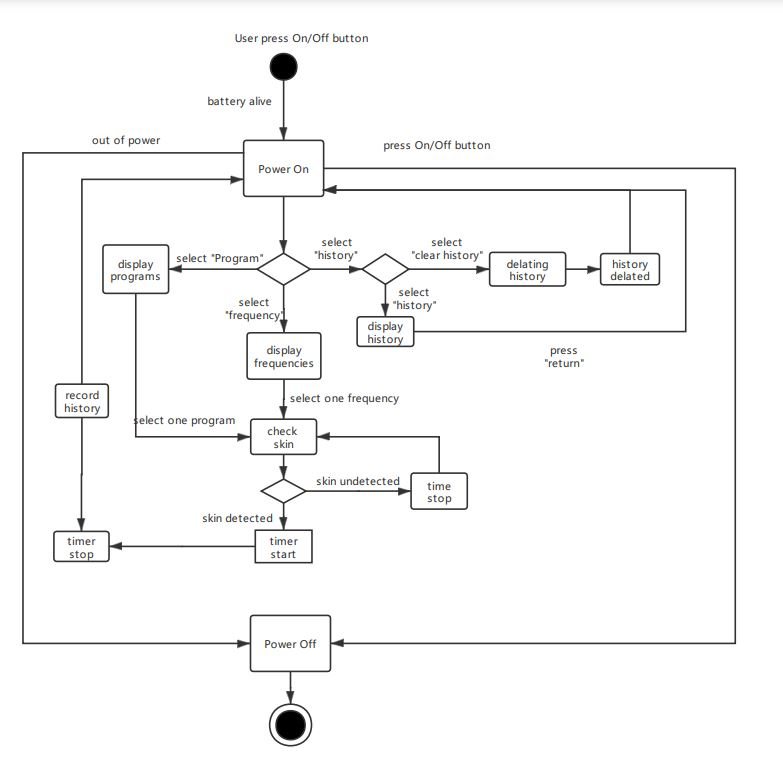 User press On/Off button
battery alive
out of power
press On/Off button
Power On
select
"history"
select
"clear history"
select "Program"
display
programs
delating
history
history
delated
select
"history"
select
"frequency"
display
history
display
frequencies
press
"return"
record
history
select one frequency
select one program
check
skin
skin undetected
time
stop
skin detected
timer
stop
timer
start
Power Off